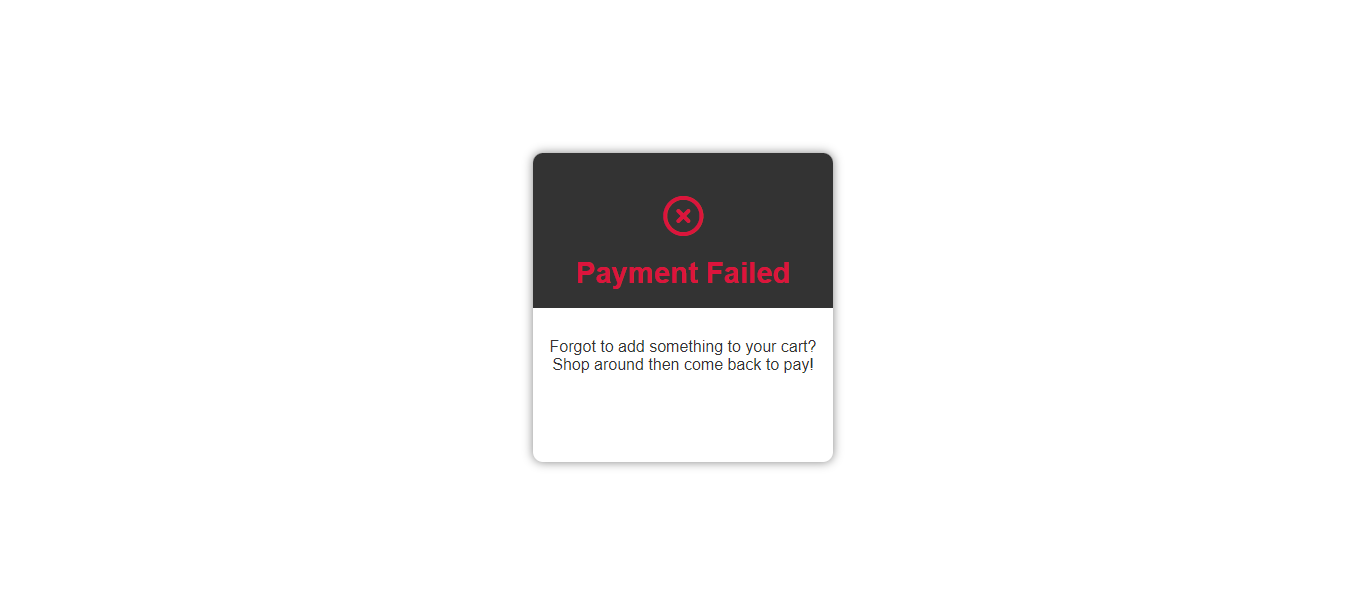 Payment Failed
Forgot to add something to your cart?
Shop around then come back to pay!